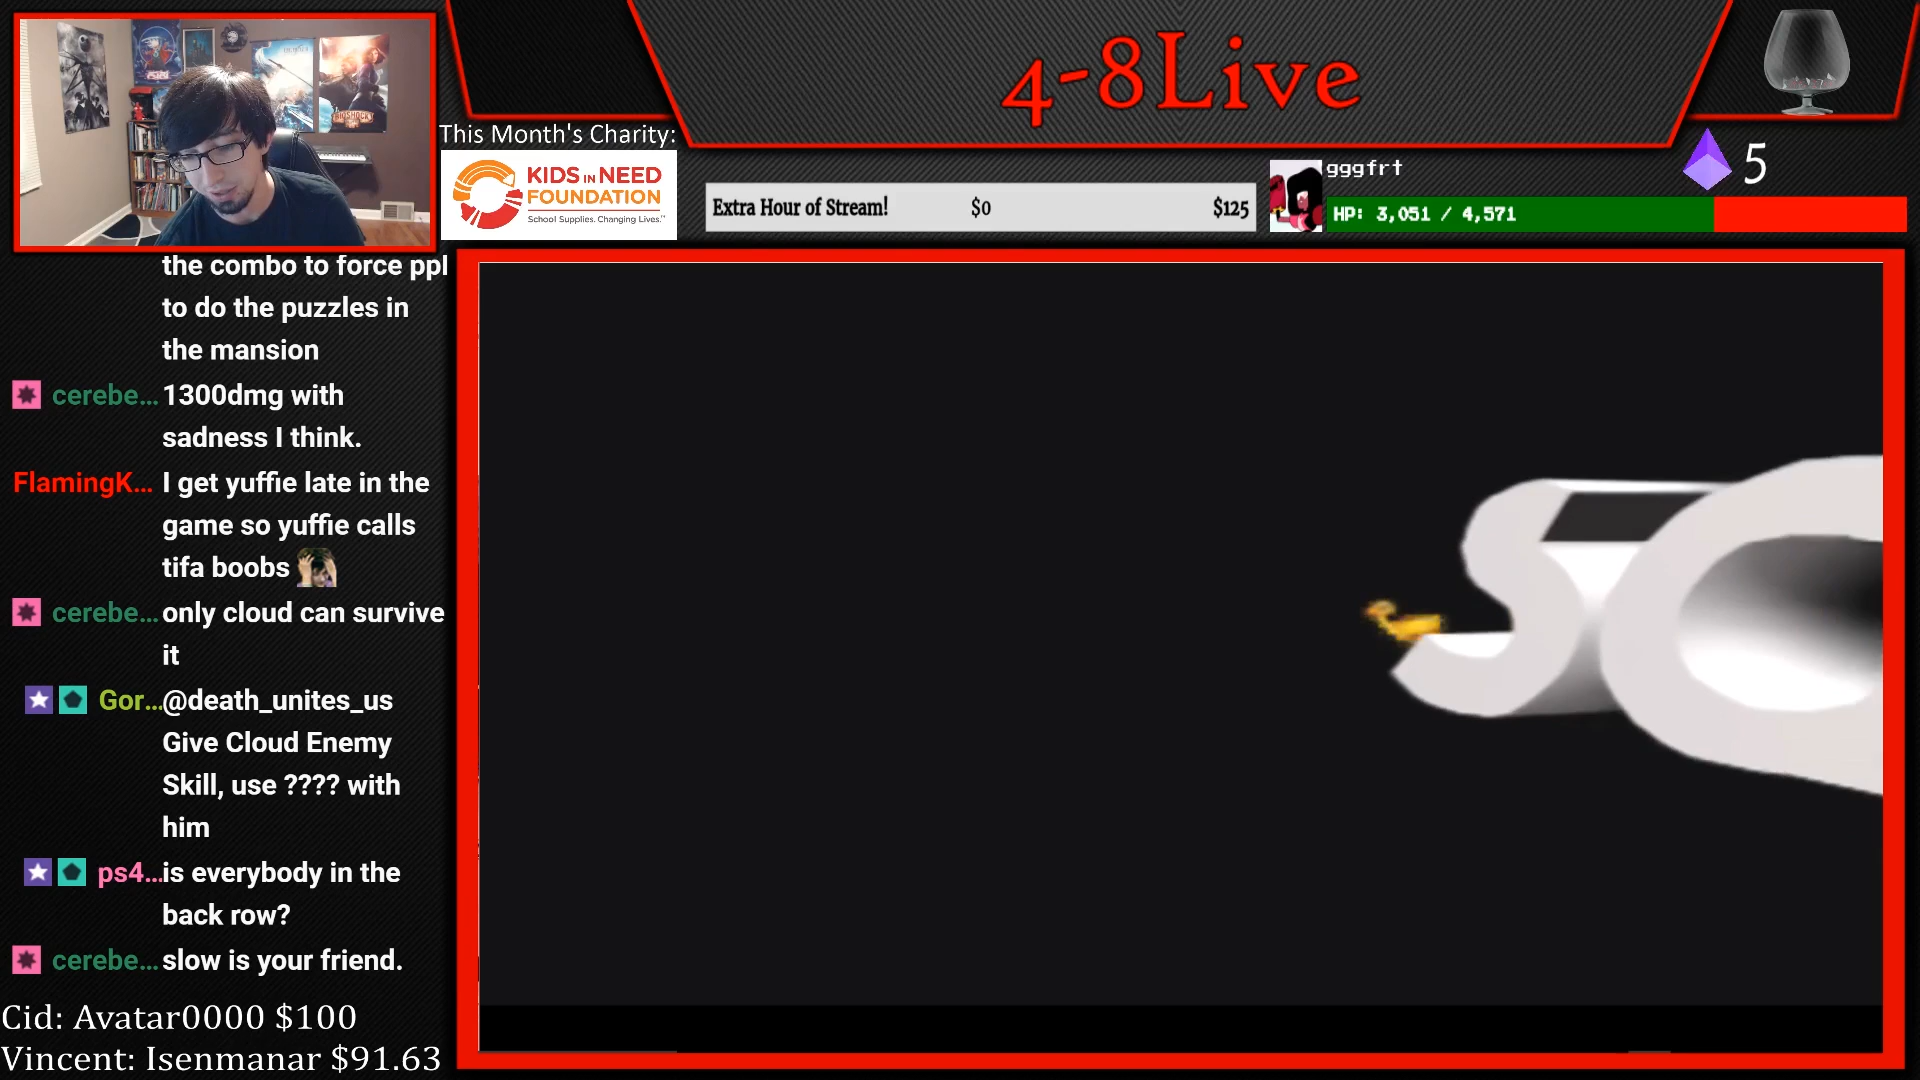 4-8Live
This Month's Charity:
KIDS IN NEED
FOUNDATION
School Supplies. Changing Lives.™
Extra Hour of Stream! $0 $125
gggfrt
5
HP: 3,051 / 4,571
BIOSHOCK
the combo to force ppl
to do the puzzles in
the mansion
cerebe... 1300dmg with
sadness I think.
FlamingK... I get yuffie late in the
game so yuffie calls
tifa boobs
cerebe... only cloud can survive
it
Gor... @death_unites_us
Give Cloud Enemy
Skill, use ???? with
him
ps4... is everybody in the
back row?
cerebe... slow is your friend.
Cid: Avatar0000 $100
Vincent: Isenmanar $91.63